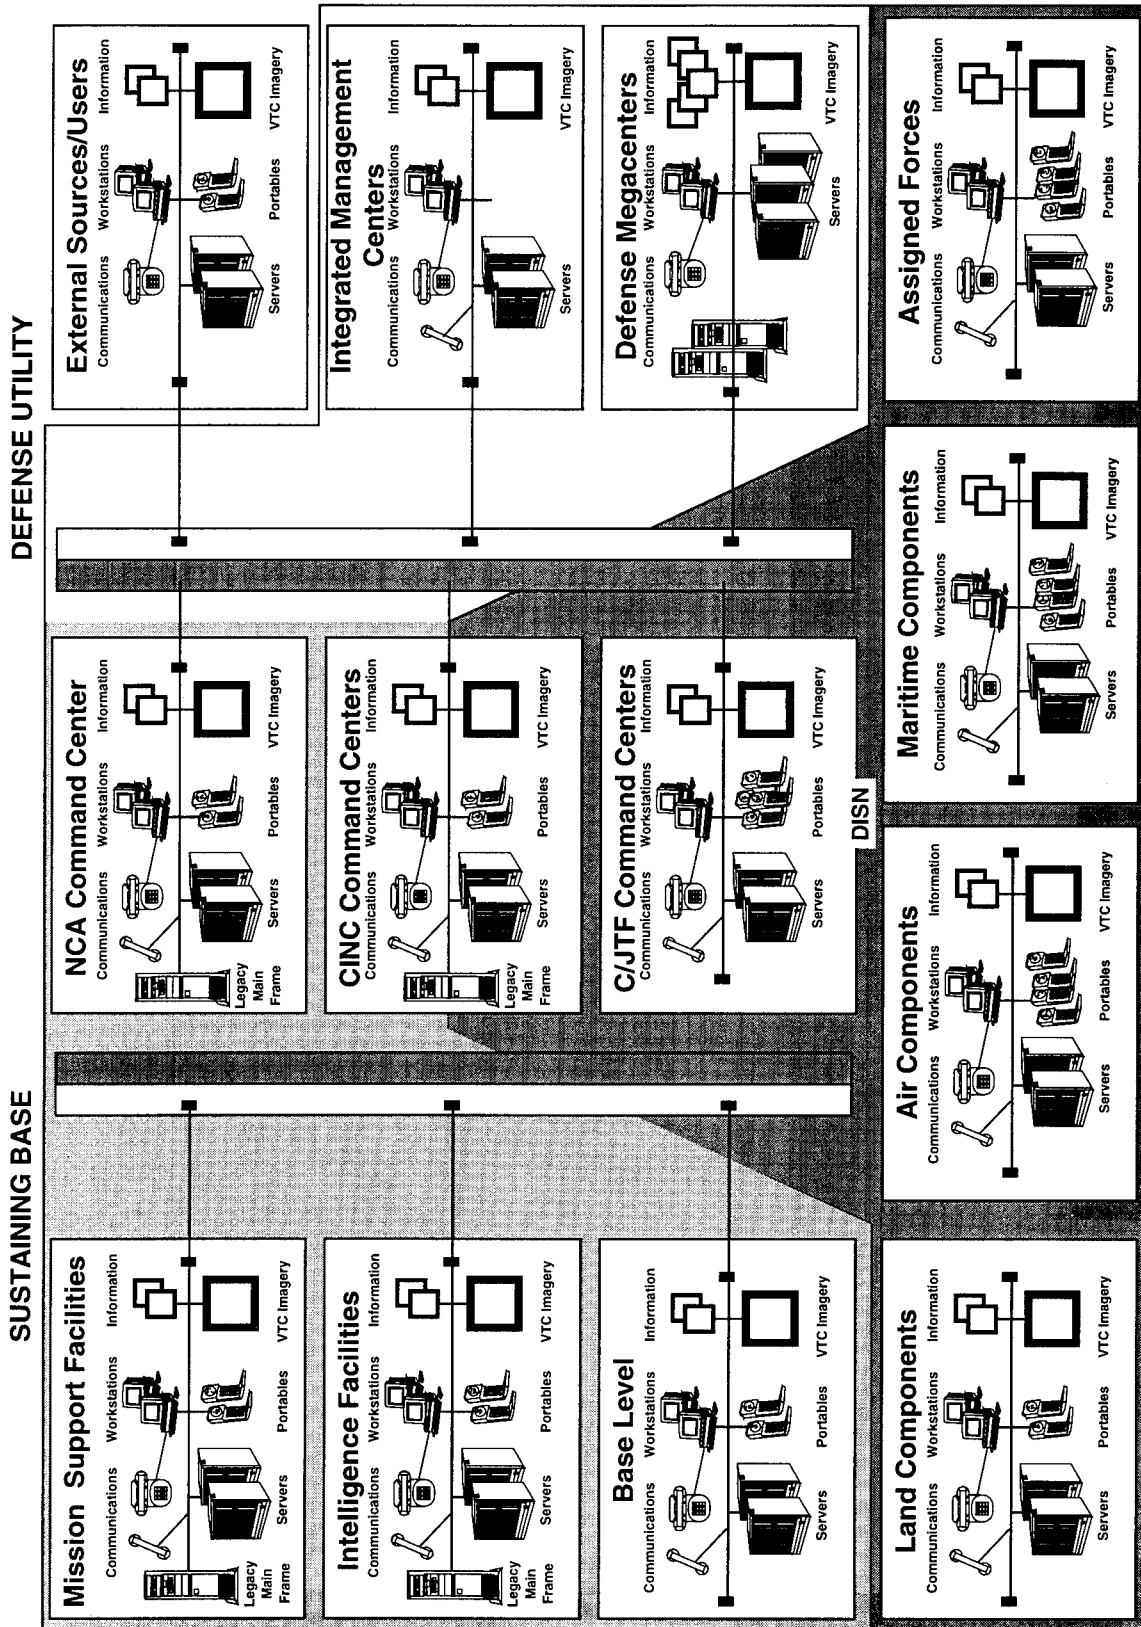 SUSTAINING BASE
DEFENSE UTILITY
Mission Support Facilities
Communications Workstations Information
Legacy
Main
Frame
Servers Portables VTC Imagery
NCA Command Center
Communications Workstations Information
Legacy
Main
Frame
Servers Portables VTC Imagery
External Sources/Users
Communications Workstations Information
Servers Portables VTC Imagery
Intelligence Facilities
Communications Workstations Information
Legacy
Main
Frame
Servers Portables VTC Imagery
CINC Command Centers
Communications Workstations Information
Legacy
Main
Frame
Servers Portables VTC Imagery
Integrated Management
Centers
Communications Workstations Information
Servers VTC Imagery
Base Level
Communications Workstations Information
Servers Portables VTC Imagery
C/JTF Command Centers
Communications Workstations Information
Servers Portables VTC Imagery
Defense Megacenters
Communications Workstations Information
Servers VTC Imagery
DISN
Land Components
Communications Workstations Information
Servers Portables VTC Imagery
Air Components
Communications Workstations Information
Servers Portables VTC Imagery
Maritime Components
Communications Workstations Information
Servers Portables VTC Imagery
Assigned Forces
Communications Workstations Information
Servers Portables VTC Imagery